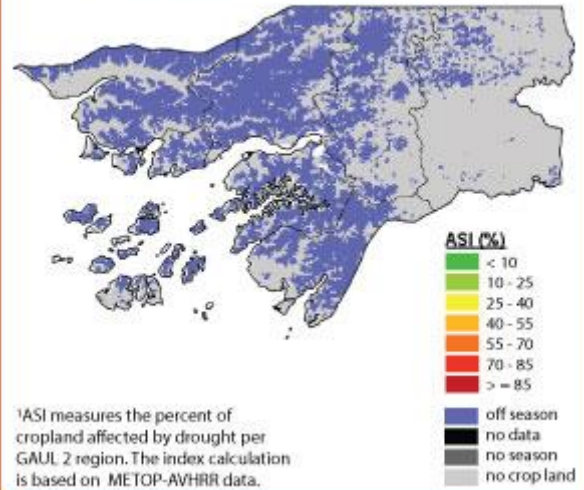 ASI (%)
< 10
10 - 25
25 - 40
40 - 55
55 - 70
70 - 85
> = 85
off season
no data
no season
no crop land
¹ASI measures the percent of
cropland affected by drought per
GAUL 2 region. The index calculation
is based on METOP-AVHRR data.